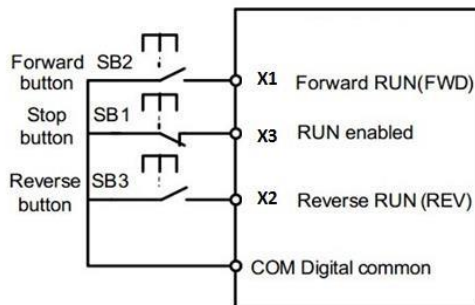 Forward button SB2 X1 Forward RUN(FWD)
Stop button SB1 X3 RUN enabled
Reverse button SB3 X2 Reverse RUN (REV)
COM Digital common